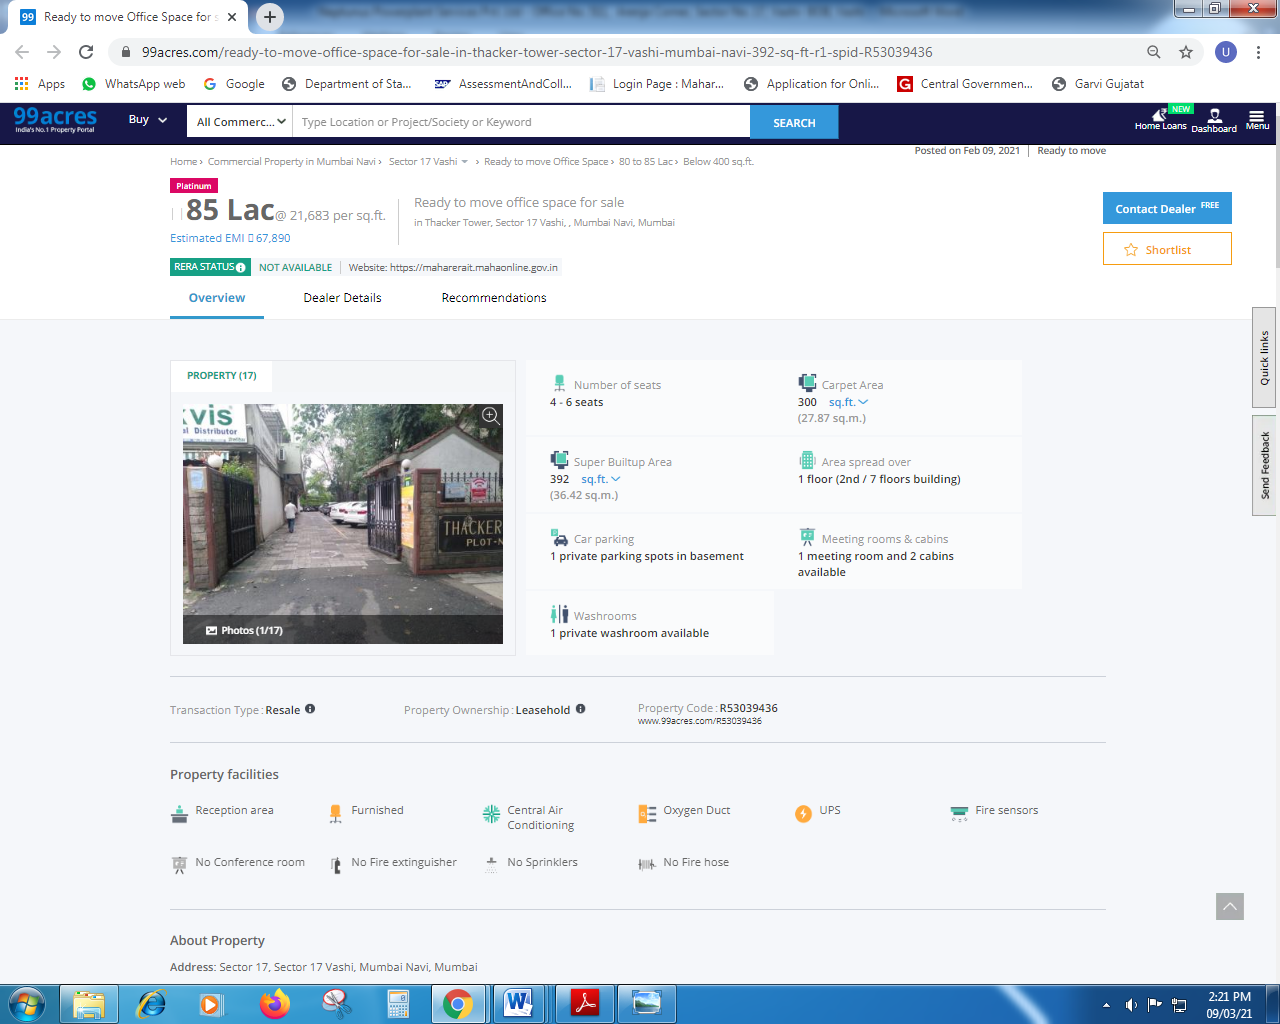 Ready to move Office Space for s
99acres.com/ready-to-move-office-space-for-sale-in-thacker-tower-sector-17-vashi-mumbai-navi-392-sq-ft-r1-spid-R53039436
U
Apps WhatsApp web Google Department of Sta... AssessmentAndColl... Login Page : Mahar... Application for Onli... Central Governmen... Garvi Gujatat
99acres
India's No.1 Property Portal
Buy
All Commerc...
Type Location or Project/Society or Keyword
SEARCH
NEW
Home Loans
Dashboard
Menu
Posted on Feb 09, 2021 | Ready to move
Home › Commercial Property in Mumbai Navi › Sector 17 Vashi › Ready to move Office Space › 80 to 85 Lac › Below 400 sq.ft.
Platinum
85 Lac @ 21,683 per sq.ft.
Estimated EMI 67,890
Ready to move office space for sale
in Thacker Tower, Sector 17 Vashi, , Mumbai Navi, Mumbai
Contact Dealer FREE
Shortlist
RERA STATUS NOT AVAILABLE | Website: https://maharerait.mahaonline.gov.in
Overview Dealer Details Recommendations
Quick links
Send Feedback
PROPERTY (17)
vis
al Distributor
THACKER
PLOT-N
Photos (1/17)
Number of seats
4 - 6 seats
Carpet Area
300 sq.ft.
(27.87 sq.m.)
Super Builtup Area
392 sq.ft.
(36.42 sq.m.)
Area spread over
1 floor (2nd / 7 floors building)
Car parking
1 private parking spots in basement
Meeting rooms & cabins
1 meeting room and 2 cabins
available
Washrooms
1 private washroom available
Transaction Type : Resale
Property Ownership : Leasehold
Property Code : R53039436
www.99acres.com/R53039436
Property facilities
Reception area
Furnished
Central Air
Conditioning
Oxygen Duct
UPS
Fire sensors
No Conference room
No Fire extinguisher
No Sprinklers
No Fire hose
About Property
Address: Sector 17, Sector 17 Vashi, Mumbai Navi, Mumbai
2:21 PM
09/03/21